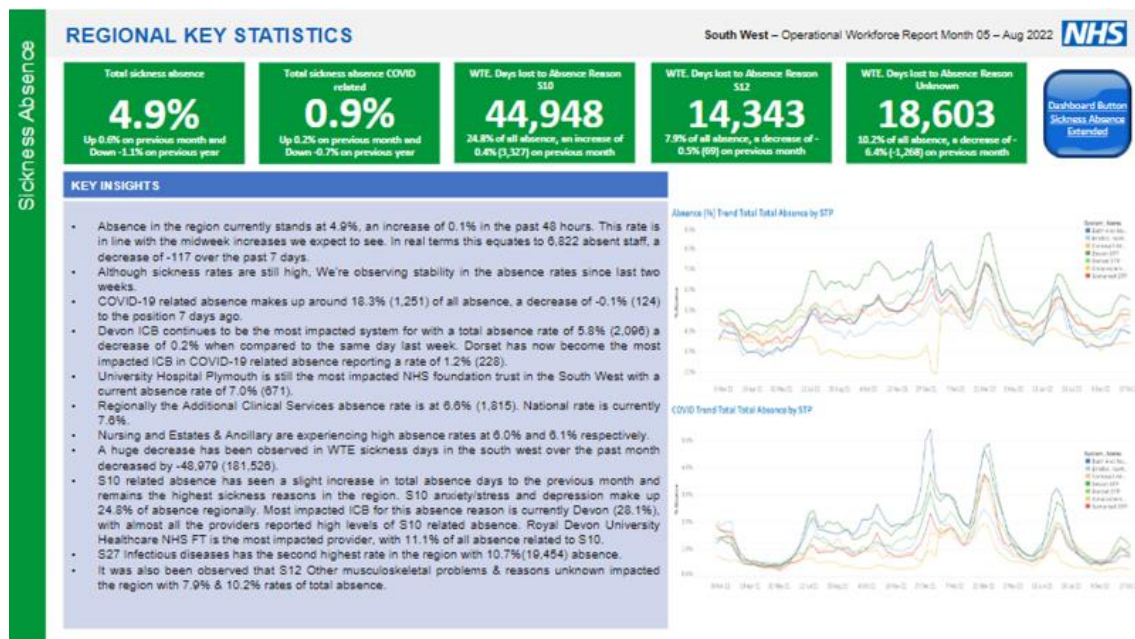 Sickness Absence
REGIONAL KEY STATISTICS
South West – Operational Workforce Report Month 05 – Aug 2022
NHS
Total sickness absence
4.9%
Up 0.6% on previous month and
Down -1.1% on previous year
Total sickness absence COVID
related
0.9%
Up 0.2% on previous month and
Down -0.7% on previous year
WTE. Days lost to Absence Reason
S10
44,948
24.8% of all absence, an increase of
0.4% (3,327) on previous month
WTE. Days lost to Absence Reason
S12
14,343
7.9% of all absence, a decrease of -
0.5% (69) on previous month
WTE. Days lost to Absence Reason
Unknown
18,603
10.2% of all absence, a decrease of -
6.4% (-1,268) on previous month
Dashboard Button
Sickness Absence
Extended
KEY INSIGHTS
• Absence in the region currently stands at 4.9%, an increase of 0.1% in the past 48 hours. This rate is
in line with the midweek increases we expect to see. In real terms this equates to 6,822 absent staff, a
decrease of -117 over the past 7 days.
• Although sickness rates are still high, We're observing stability in the absence rates since last two
weeks.
• COVID-19 related absence makes up around 18.3% (1,251) of all absence, a decrease of -0.1% (124)
to the position 7 days ago.
• Devon ICB continues to be the most impacted system for with a total absence rate of 5.8% (2,096) a
decrease of 0.2% when compared to the same day last week. Dorset has now become the most
impacted ICB in COVID-19 related absence reporting a rate of 1.2% (228).
• University Hospital Plymouth is still the most impacted NHS foundation trust in the South West with a
current absence rate of 7.0% (671).
• Regionally the Additional Clinical Services absence rate is at 6.6% (1,815). National rate is currently
7.6%.
• Nursing and Estates & Ancillary are experiencing high absence rates at 6.0% and 6.1% respectively.
• A huge decrease has been observed in WTE sickness days in the south west over the past month
decreased by -48,979 (181,526).
• S10 related absence has seen a slight increase in total absence days to the previous month and
remains the highest sickness reasons in the region. S10 anxiety/stress and depression make up
24.8% of absence regionally. Most impacted ICB for this absence reason is currently Devon (28.1%),
with almost all the providers reported high levels of S10 related absence. Royal Devon University
Healthcare NHS FT is the most impacted provider, with 11.1% of all absence related to S10.
• S27 Infectious diseases has the second highest rate in the region with 10.7%(19,454) absence.
• It was also been observed that S12 Other musculoskeletal problems & reasons unknown impacted
the region with 7.9% & 10.2% rates of total absence.
Absence (%) Trend Total Total Absence by STP
Devon STP
Dorset STP
Somerset STP
COVID Trend Total Total Absence by STP
Devon STP
Dorset STP
Somerset STP